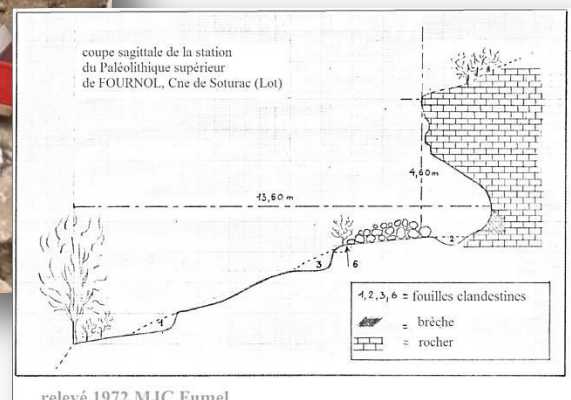 coupe sagittale de la station
du Paléolithique supérieur
de FOURNOL, Cne de Soturac (Lot)
4,60m
13,60 m
3
6
2
1
1,2,3,6 = fouilles clandestines
= brèche
= rocher
relevé 1972 MJC Fumel